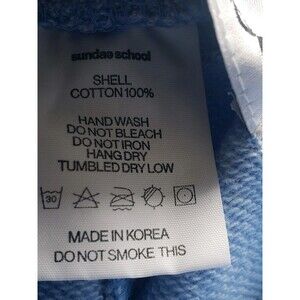 sundae school
SHELL
COTTON 100%
HAND WASH
DO NOT BLEACH
DO NOT IRON
HANG DRY
TUMBLED DRY LOW
30
MADE IN KOREA
DO NOT SMOKE THIS